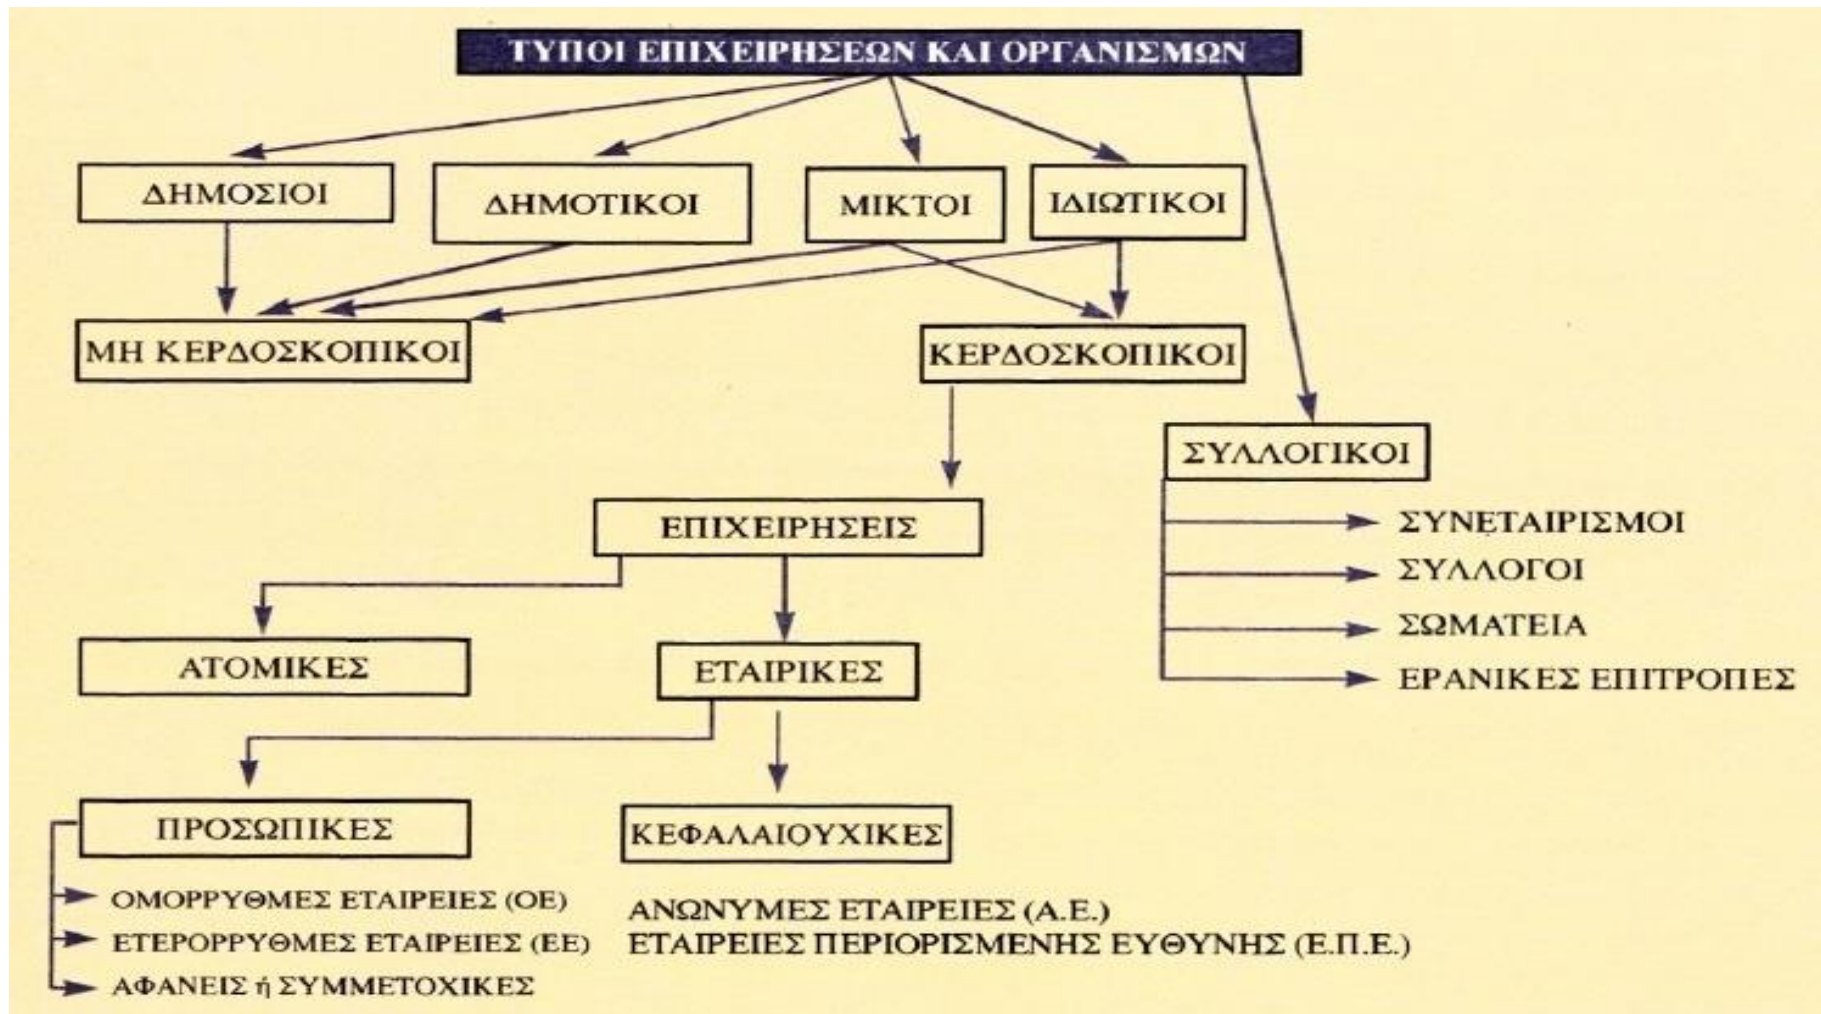 ΤΥΠΟΙ ΕΠΙΧΕΙΡΗΣΕΩΝ ΚΑΙ ΟΡΓΑΝΙΣΜΩΝ
ΔΗΜΟΣΙΟΙ
ΔΗΜΟΤΙΚΟΙ
ΜΙΚΤΟΙ
ΙΔΙΩΤΙΚΟΙ
ΜΗ ΚΕΡΔΟΣΚΟΠΙΚΟΙ
ΚΕΡΔΟΣΚΟΠΙΚΟΙ
ΣΥΛΛΟΓΙΚΟΙ
ΣΥΝΕΤΑΙΡΙΣΜΟΙ
ΣΥΛΛΟΓΟΙ
ΣΩΜΑΤΕΙΑ
ΕΡΑΝΙΚΕΣ ΕΠΙΤΡΟΠΕΣ
ΕΠΙΧΕΙΡΗΣΕΙΣ
ΑΤΟΜΙΚΕΣ
ΕΤΑΙΡΙΚΕΣ
ΠΡΟΣΩΠΙΚΕΣ
ΚΕΦΑΛΑΙΟΥΧΙΚΕΣ
ΟΜΟΡΡΥΘΜΕΣ ΕΤΑΙΡΕΙΕΣ (ΟΕ)
ΕΤΕΡΟΡΡΥΘΜΕΣ ΕΤΑΙΡΕΙΕΣ (ΕΕ)
ΑΦΑΝΕΙΣ ή ΣΥΜΜΕΤΟΧΙΚΕΣ
ΑΝΩΝΥΜΕΣ ΕΤΑΙΡΕΙΕΣ (Α.Ε.)
ΕΤΑΙΡΕΙΕΣ ΠΕΡΙΟΡΙΣΜΕΝΗΣ ΕΥΘΥΝΗΣ (Ε.Π.Ε.)